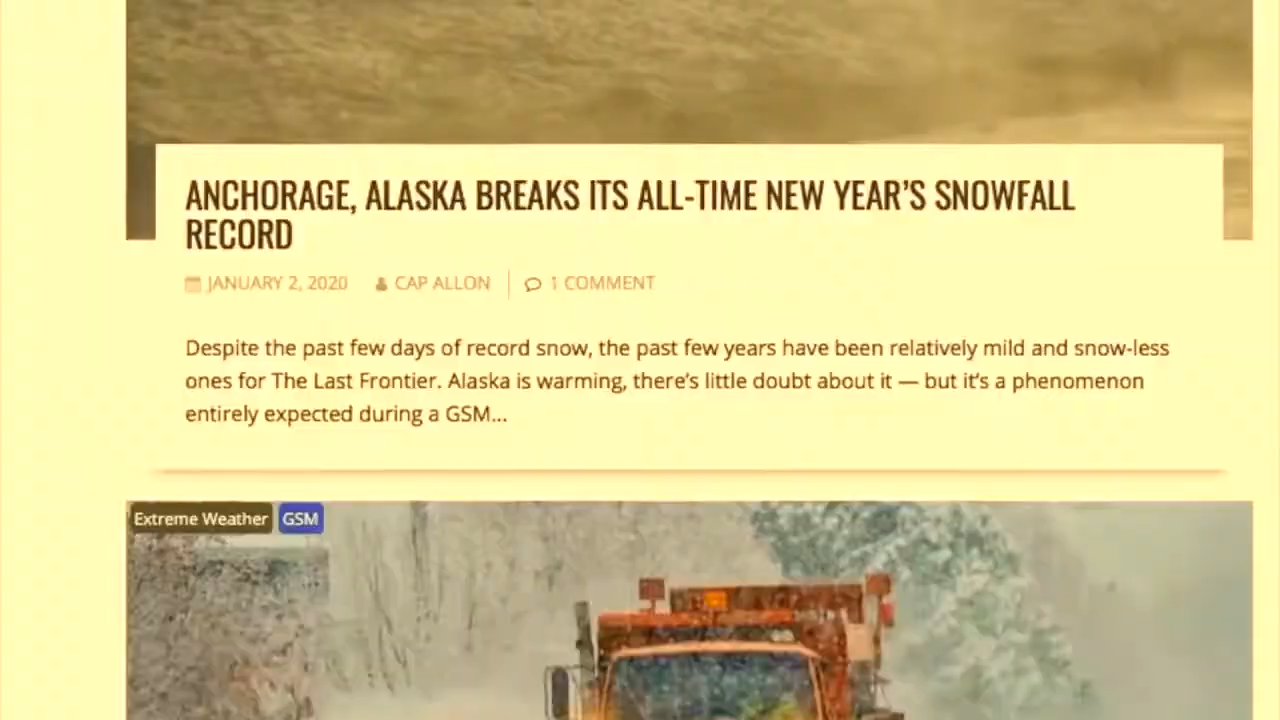 ANCHORAGE, ALASKA BREAKS ITS ALL-TIME NEW YEAR’S SNOWFALL
RECORD
JANUARY 2, 2020 CAP ALLON 1 COMMENT
Despite the past few days of record snow, the past few years have been relatively mild and snow-less
ones for The Last Frontier. Alaska is warming, there’s little doubt about it — but it’s a phenomenon
entirely expected during a GSM...
Extreme Weather GSM